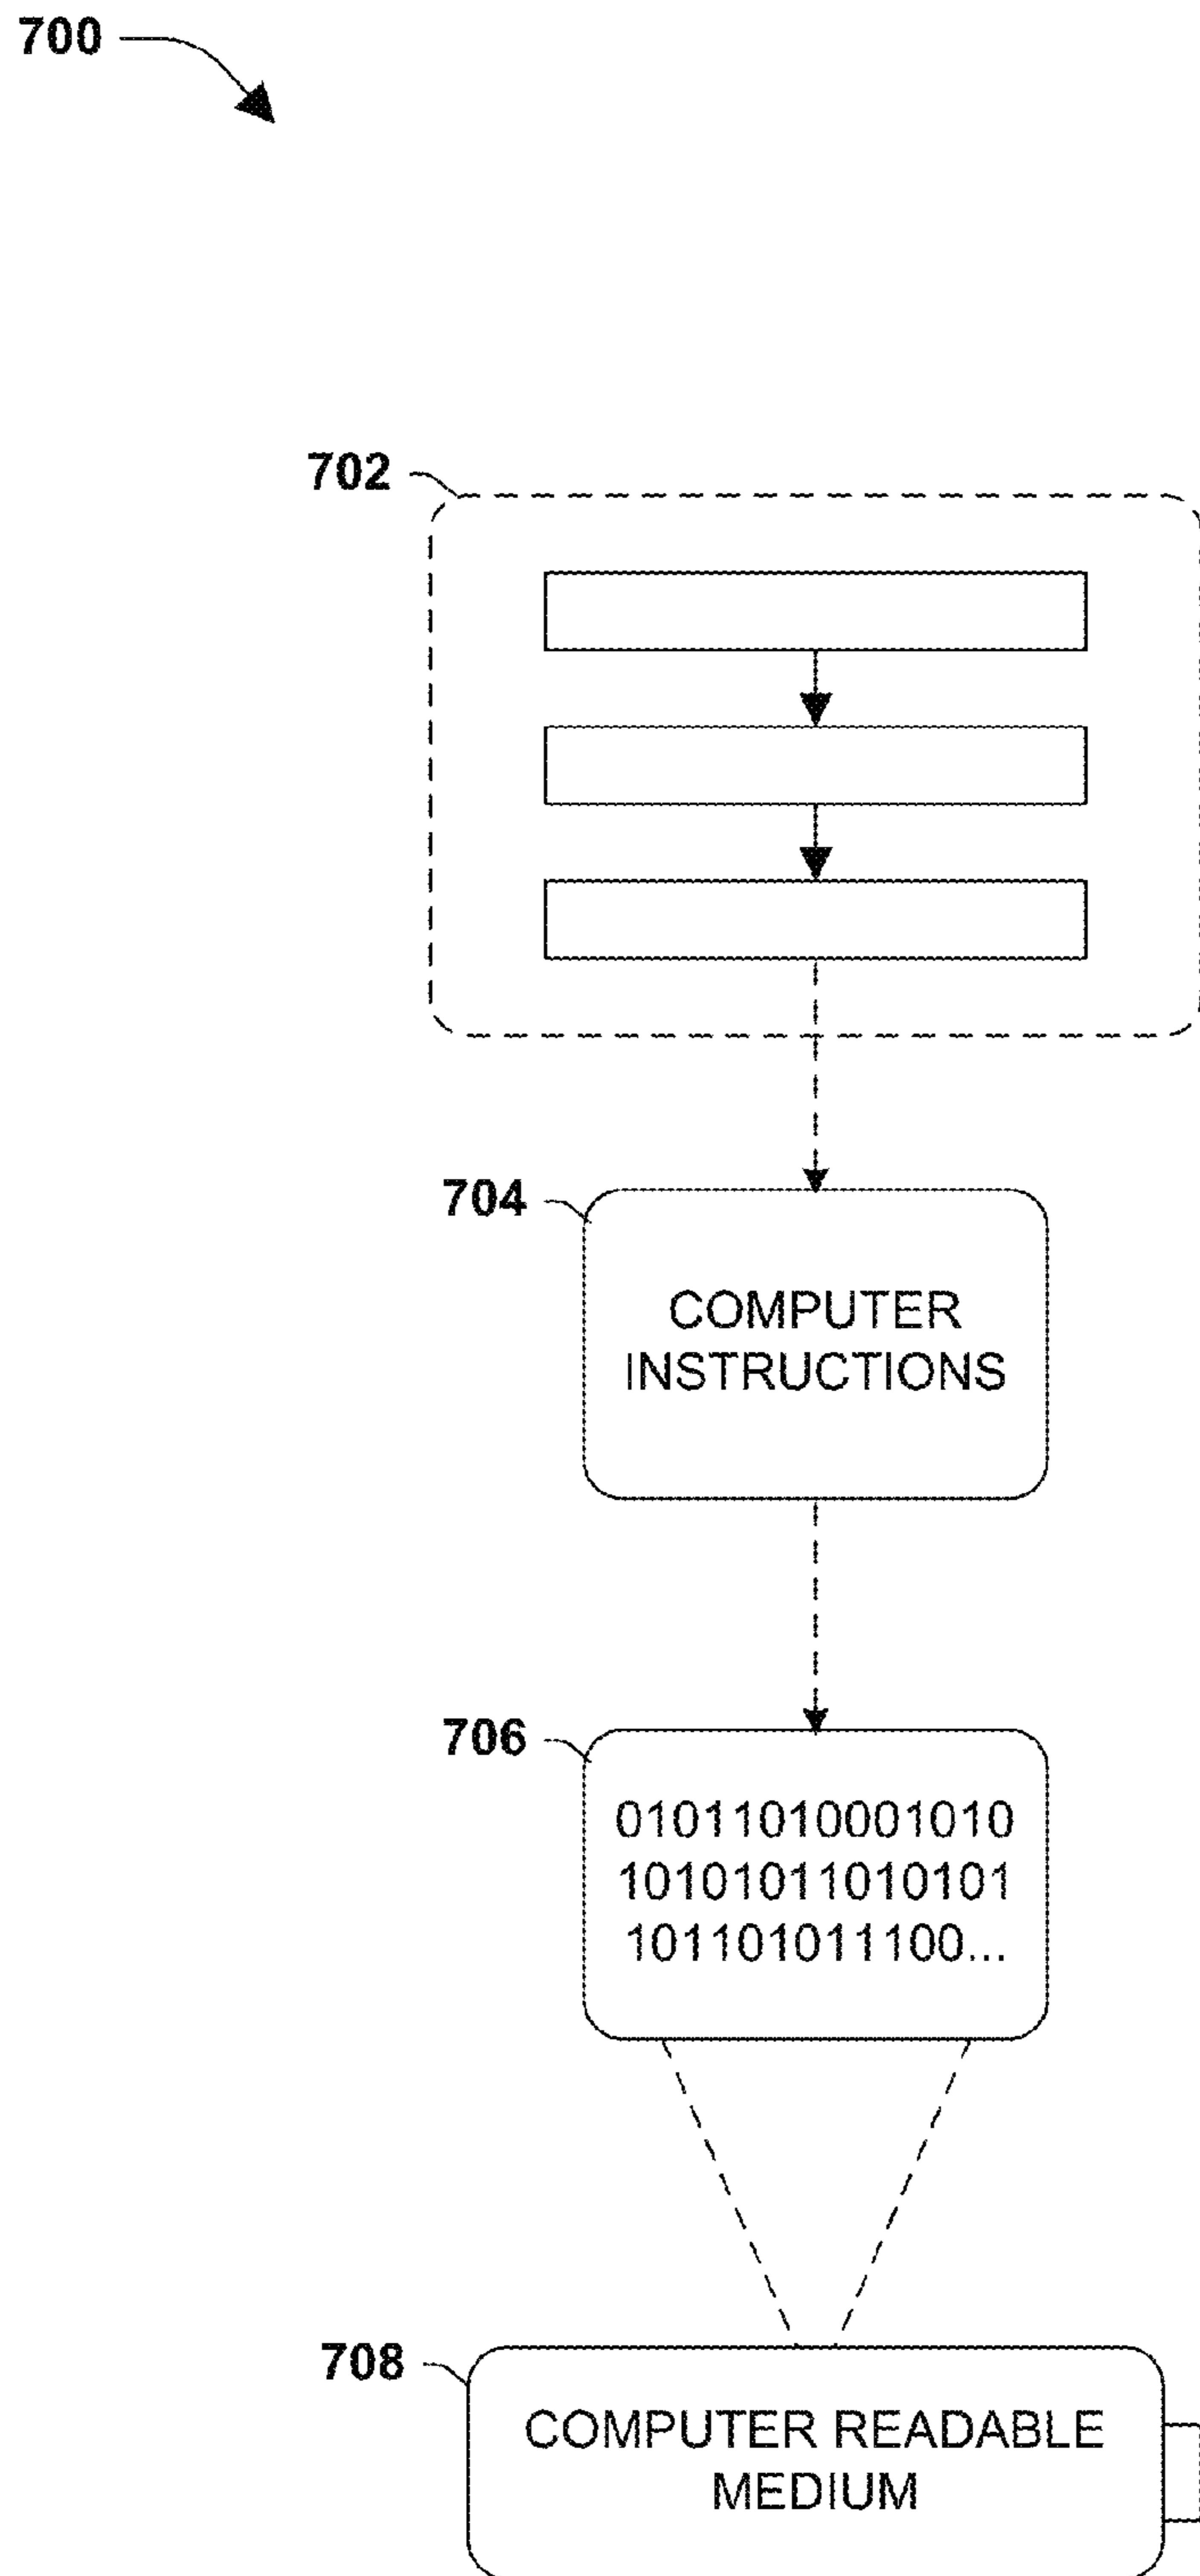 700
702
704
COMPUTER
INSTRUCTIONS
706
01011010001010
10101011010101
101101011100...
708
COMPUTER READABLE
MEDIUM